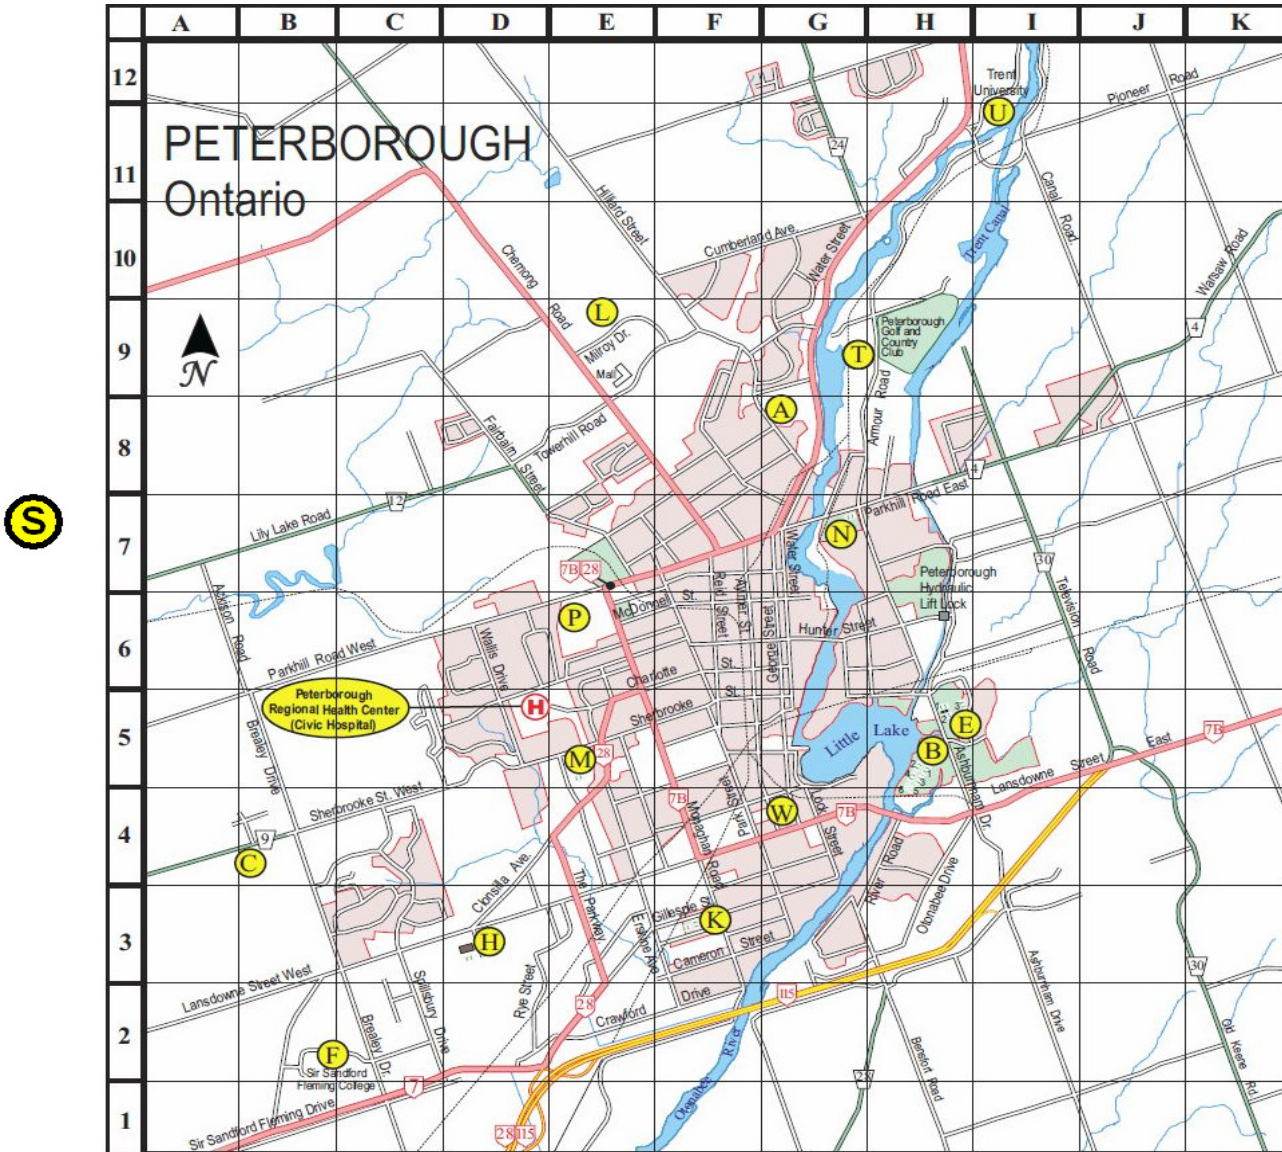 A B C D E F G H I J K
12
Trent
University
Pioneer Road
U
PETERBOROUGH
Ontario
11
24
Hilliard Street
Canal Road
Cumberland Ave.
Water Street
Trent Canal
10
Chemong Road
Warsaw Road
L
Peterborough
Golf and
Country
Club
4
N
9
Milroy Dr.
Mall
T
A
Armour Road
8
Fairbairn Street
Towerhill Road
4
S
12
Parkhill Road East
Lily Lake Road
N
7
Water Street
30
7B 28
Reid Street
Aylmer St.
Peterborough
Hydraulic
Lift Lock
Television Road
Ackison Road
McDonnell St.
P
George Street
Hunter Street
6
Wallis Drive
Parkhill Road West
Charlotte St.
Peterborough
Regional Health Center
(Civic Hospital)
H
Sherbrooke St.
Brealey Drive
5
Little Lake
E
B
7B
M
28
Lansdowne Street East
Ashburnham Dr.
Park Street
Sherbrooke St. West
7B
Monaghan Road
W
Lock Street
7B
4
9
C
Clonsilla Ave.
River Road
Otonabee Drive
The Parkway
Gillespie
K
3
H
Erskine Ave
Cameron Street
Lansdowne Street West
Spillsbury Drive
Rye Street
Ashburnham Drive
30
Drive
115
28
Crawford
2
Brealey Dr.
F
River
Bensfort Road
Old Keene Rd.
Sir Sandford
Fleming College
7
Otonabee
1
Sir Sandford Fleming Drive
28 115